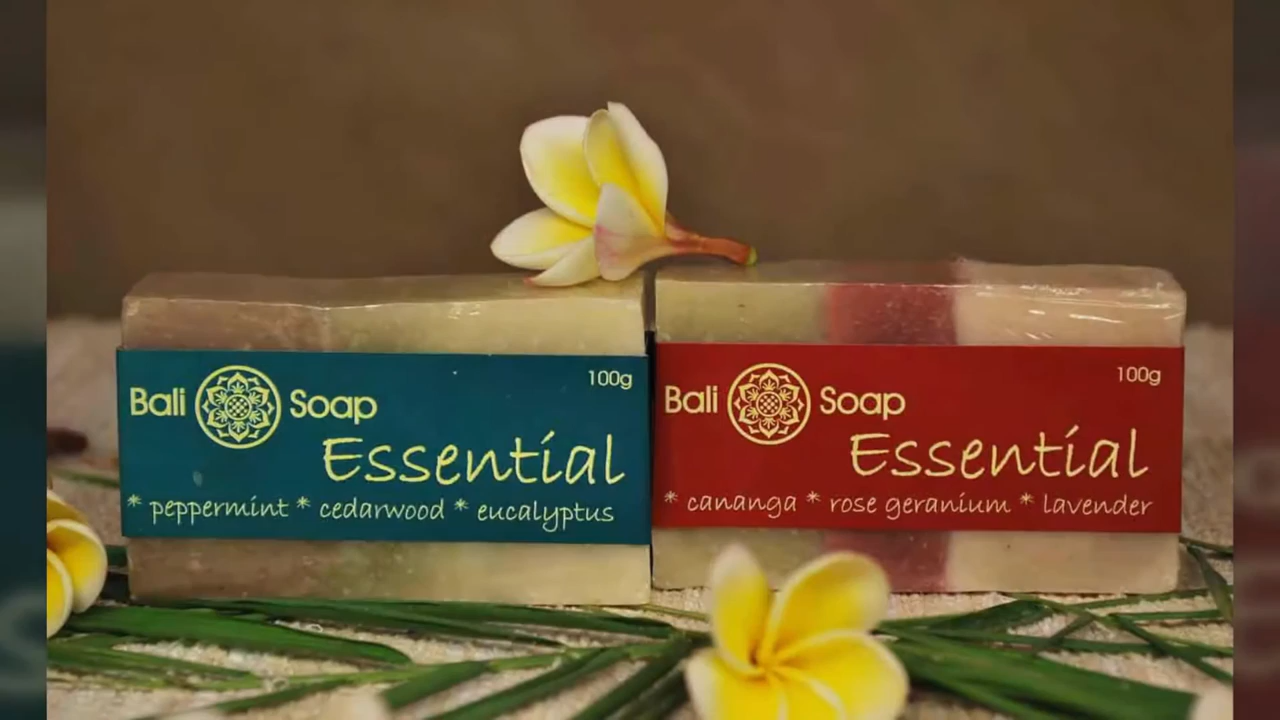 Bali Soap
100g
Essential
* peppermint * cedarwood * eucalyptus
Bali Soap
100g
Essential
* cananga * rose geranium * lavender